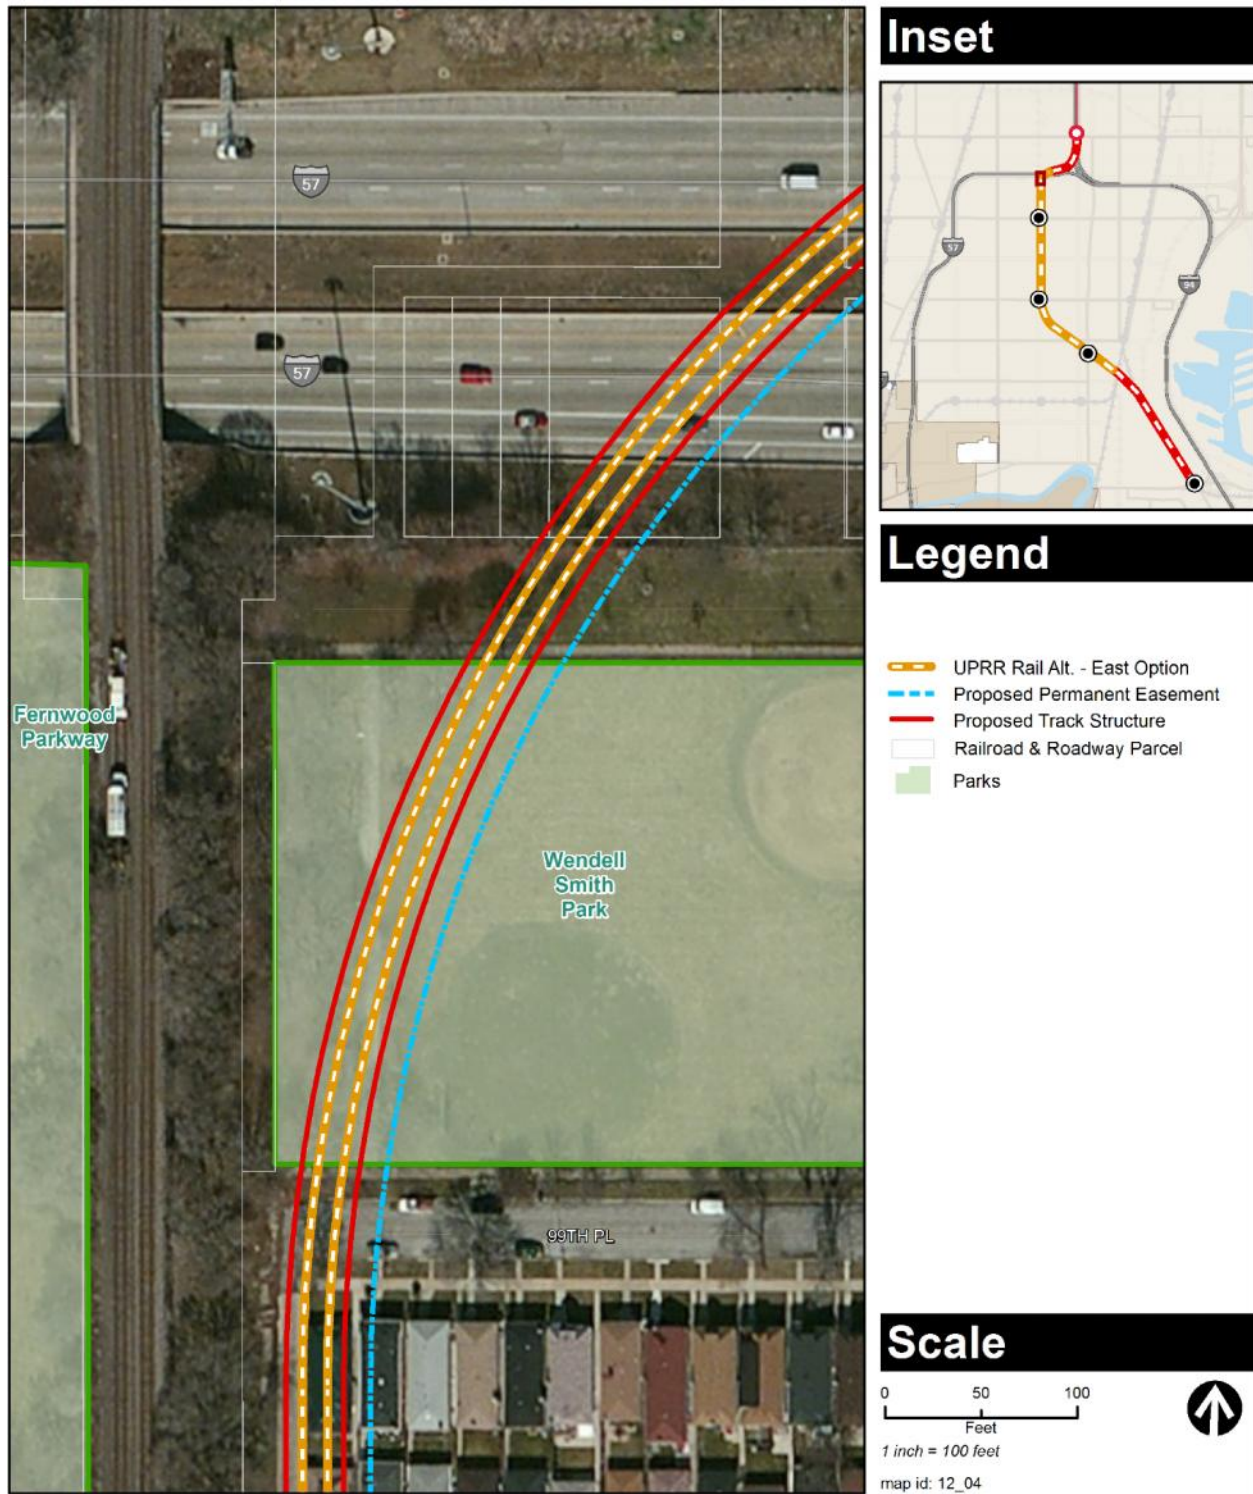 Inset
57
57
57
94
Legend
UPRR Rail Alt. - East Option
Proposed Permanent Easement
Proposed Track Structure
Railroad & Roadway Parcel
Parks
Fernwood
Parkway
Wendell
Smith
Park
99TH PL
Scale
0 50 100
Feet
1 inch = 100 feet
map id: 12_04